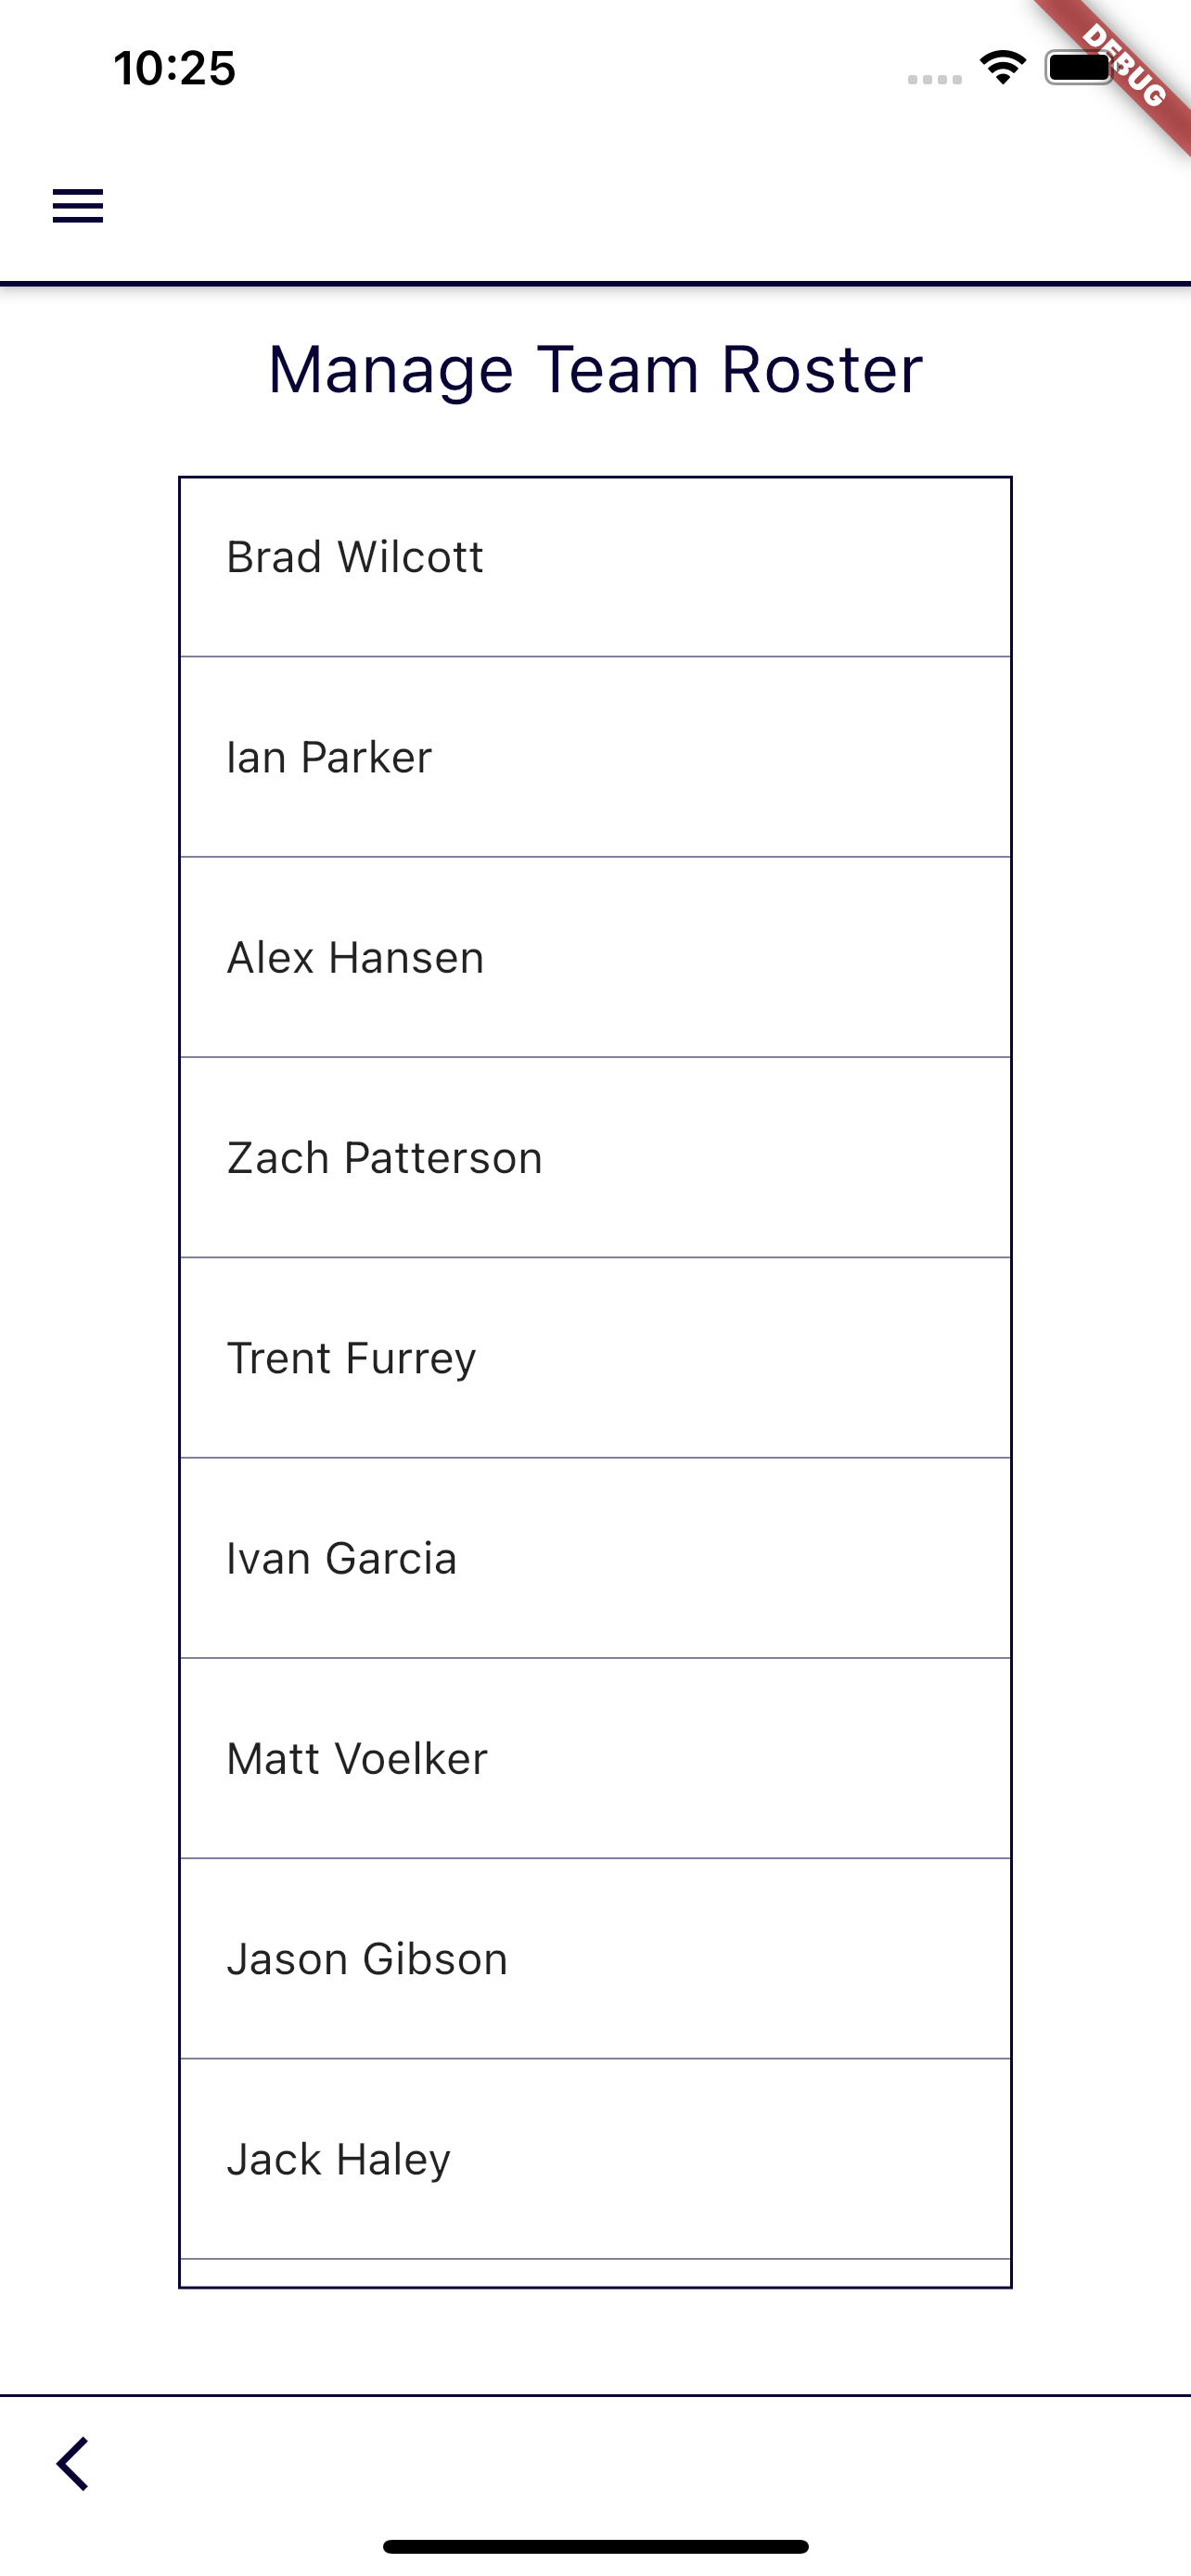 10:25
DEBUG
Manage Team Roster
Brad Wilcott
Ian Parker
Alex Hansen
Zach Patterson
Trent Furrey
Ivan Garcia
Matt Voelker
Jason Gibson
Jack Haley